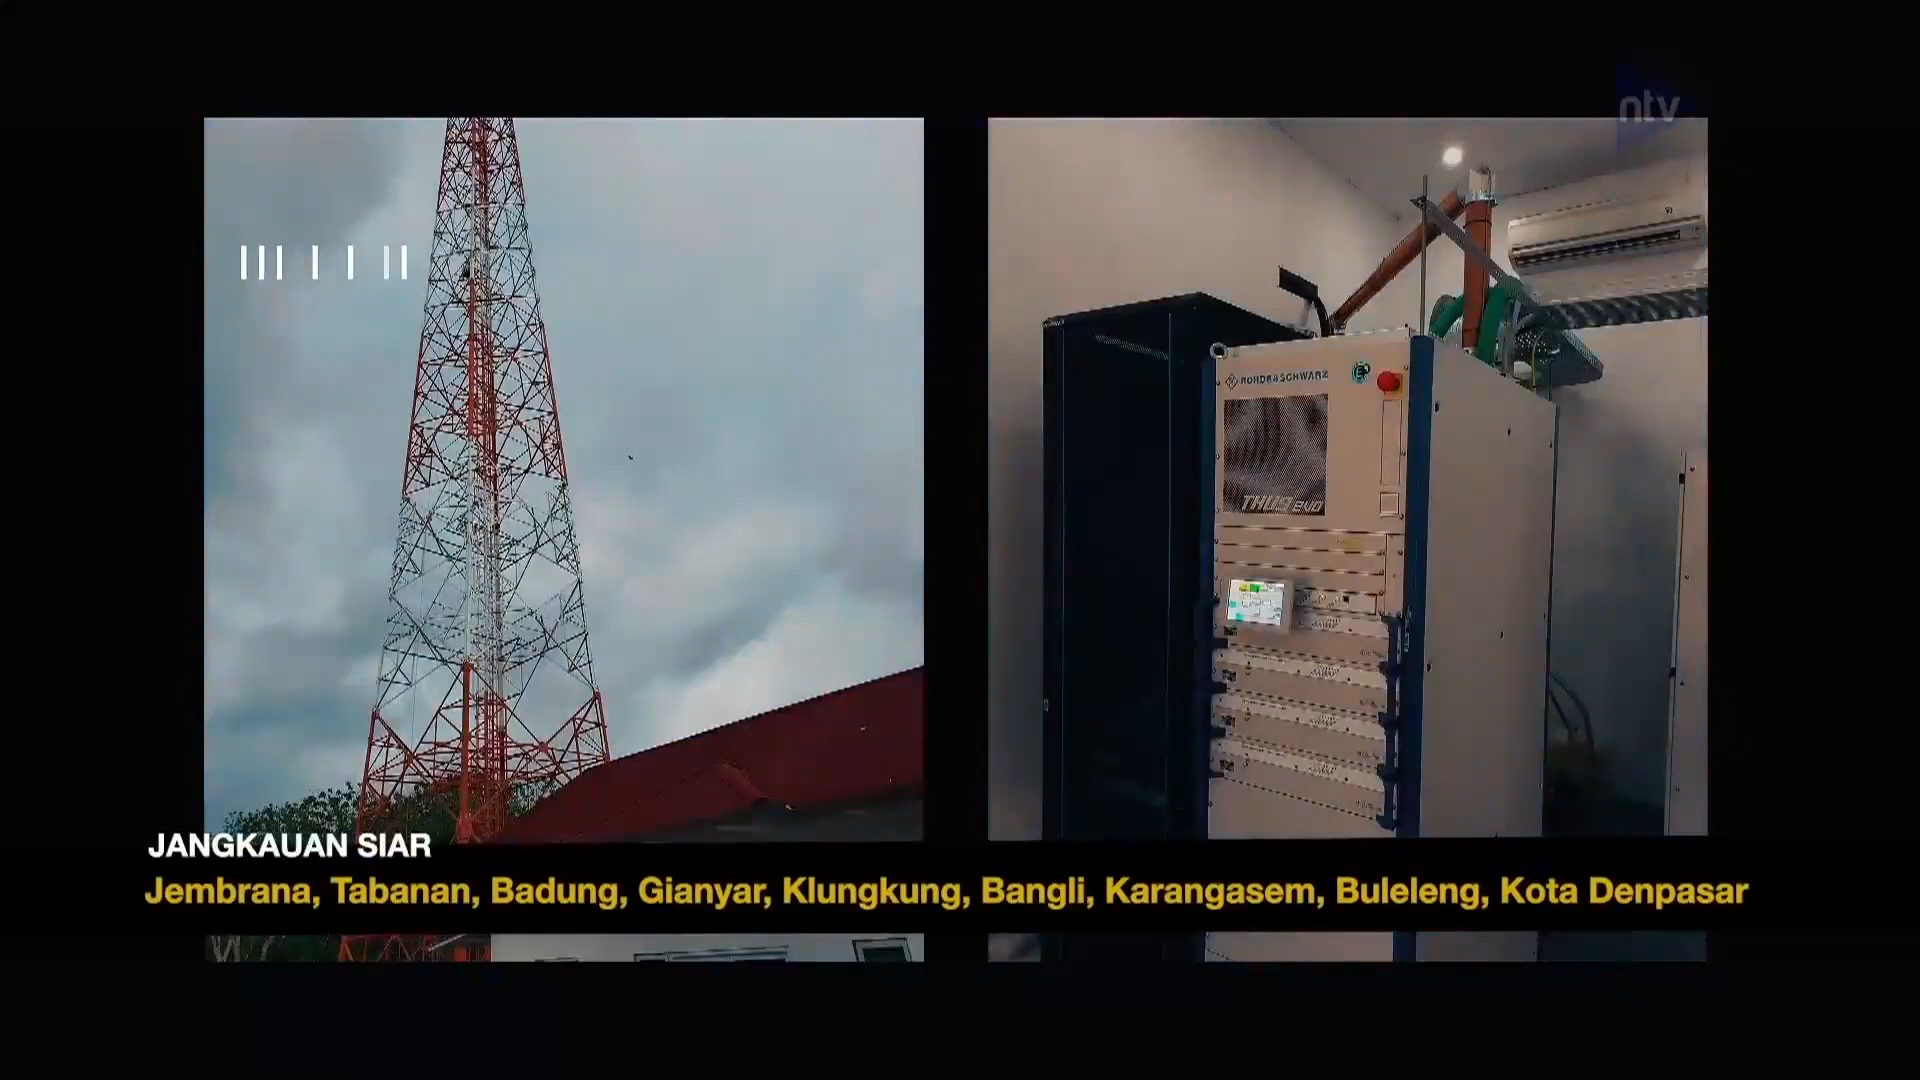 ntv
ROHDE&SCHWARZ
THU9evo
JANGKAUAN SIAR
Jembrana, Tabanan, Badung, Gianyar, Klungkung, Bangli, Karangasem, Buleleng, Kota Denpasar